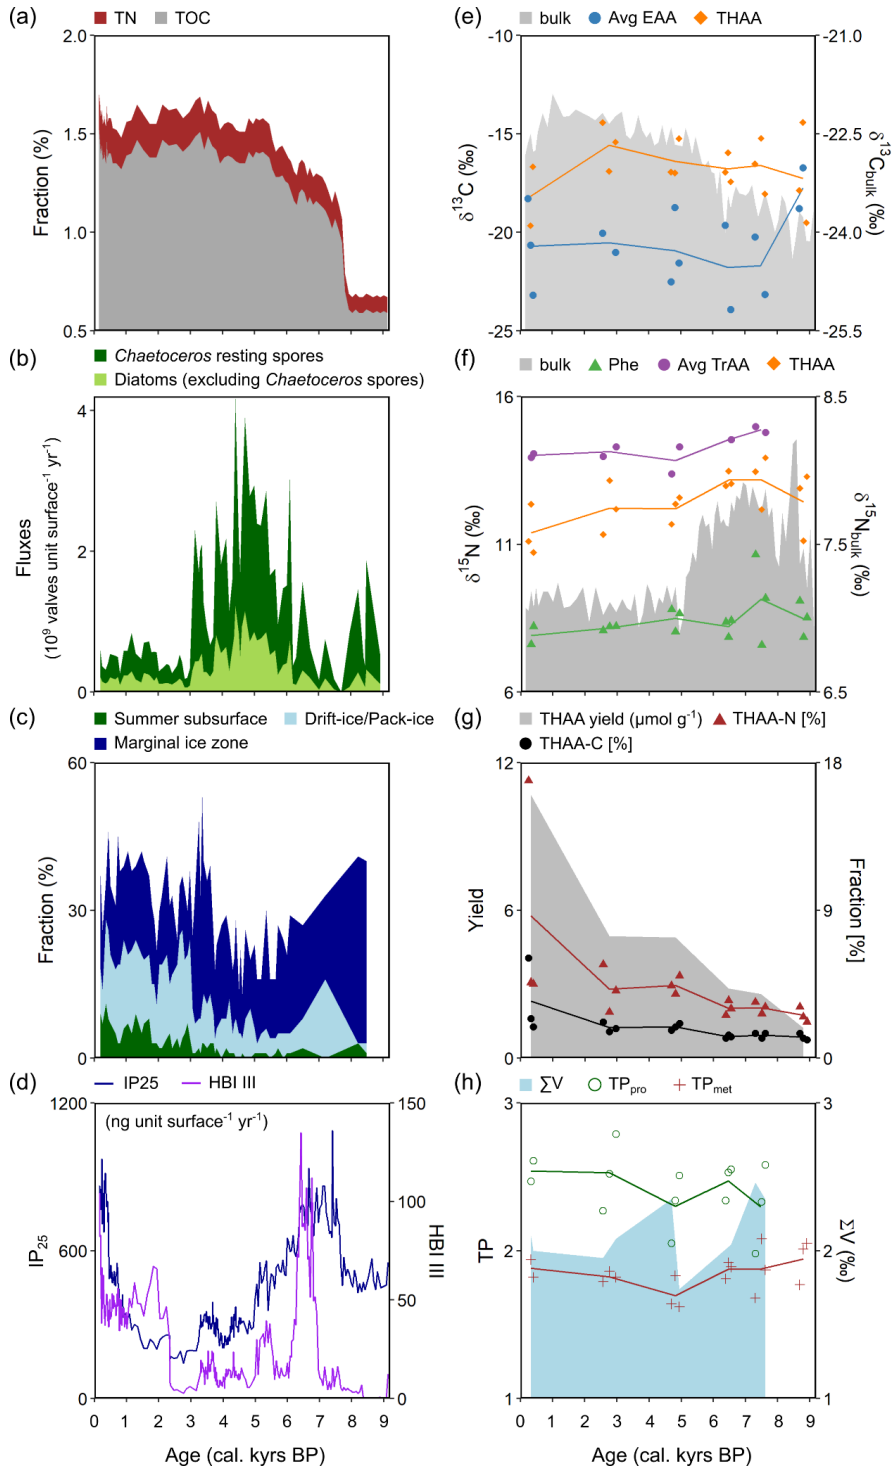 (a)
TN TOC
2.0
1.5
1.0
0.5
Fraction (%)
(b)
Chaetoceros resting spores
Diatoms (excluding Chaetoceros spores)
4
2
0
Fluxes
(10⁹ valves unit surface⁻¹ yr⁻¹)
(c)
Summer subsurface Drift-ice/Pack-ice
Marginal ice zone
60
30
0
Fraction (%)
(d)
IP25 HBI III
(ng unit surface⁻¹ yr⁻¹)
1200
600
0
IP₂₅
150
100
50
0
HBI III
0 1 2 3 4 5 6 7 8 9
Age (cal. kyrs BP)
(e)
bulk Avg EAA THAA
-10
-15
-20
-25
δ¹³C (‰)
-21.0
-22.5
-24.0
-25.5
δ¹³C bulk (‰)
(f)
bulk Phe Avg TrAA THAA
16
11
6
δ¹⁵N (‰)
8.5
7.5
6.5
δ¹⁵N bulk (‰)
(g)
THAA yield (µmol g⁻¹) THAA-N [%]
THAA-C [%]
12
6
0
Yield
18
9
0
Fraction [%]
(h)
∑V TPpro TPmet
3
2
1
TP
3
2
1
∑V (‰)
0 1 2 3 4 5 6 7 8 9
Age (cal. kyrs BP)